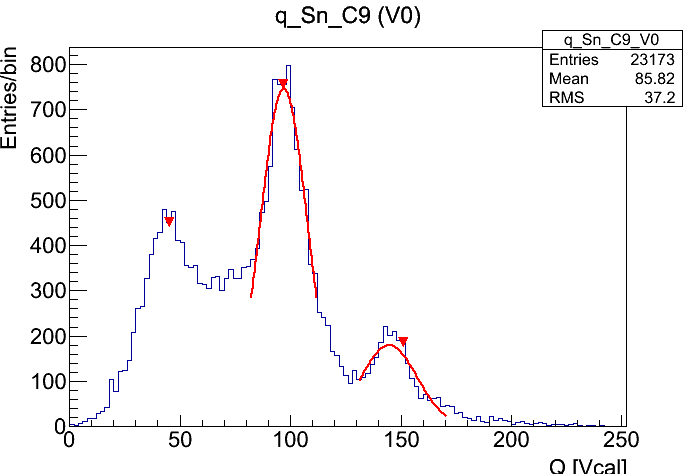 q_Sn_C9 (V0)
q_Sn_C9_V0
Entries 23173
Mean 85.82
RMS 37.2
Entries/bin
800
700
600
500
400
300
200
100
0
0 50 100 150 200 250
Q [Vcal]